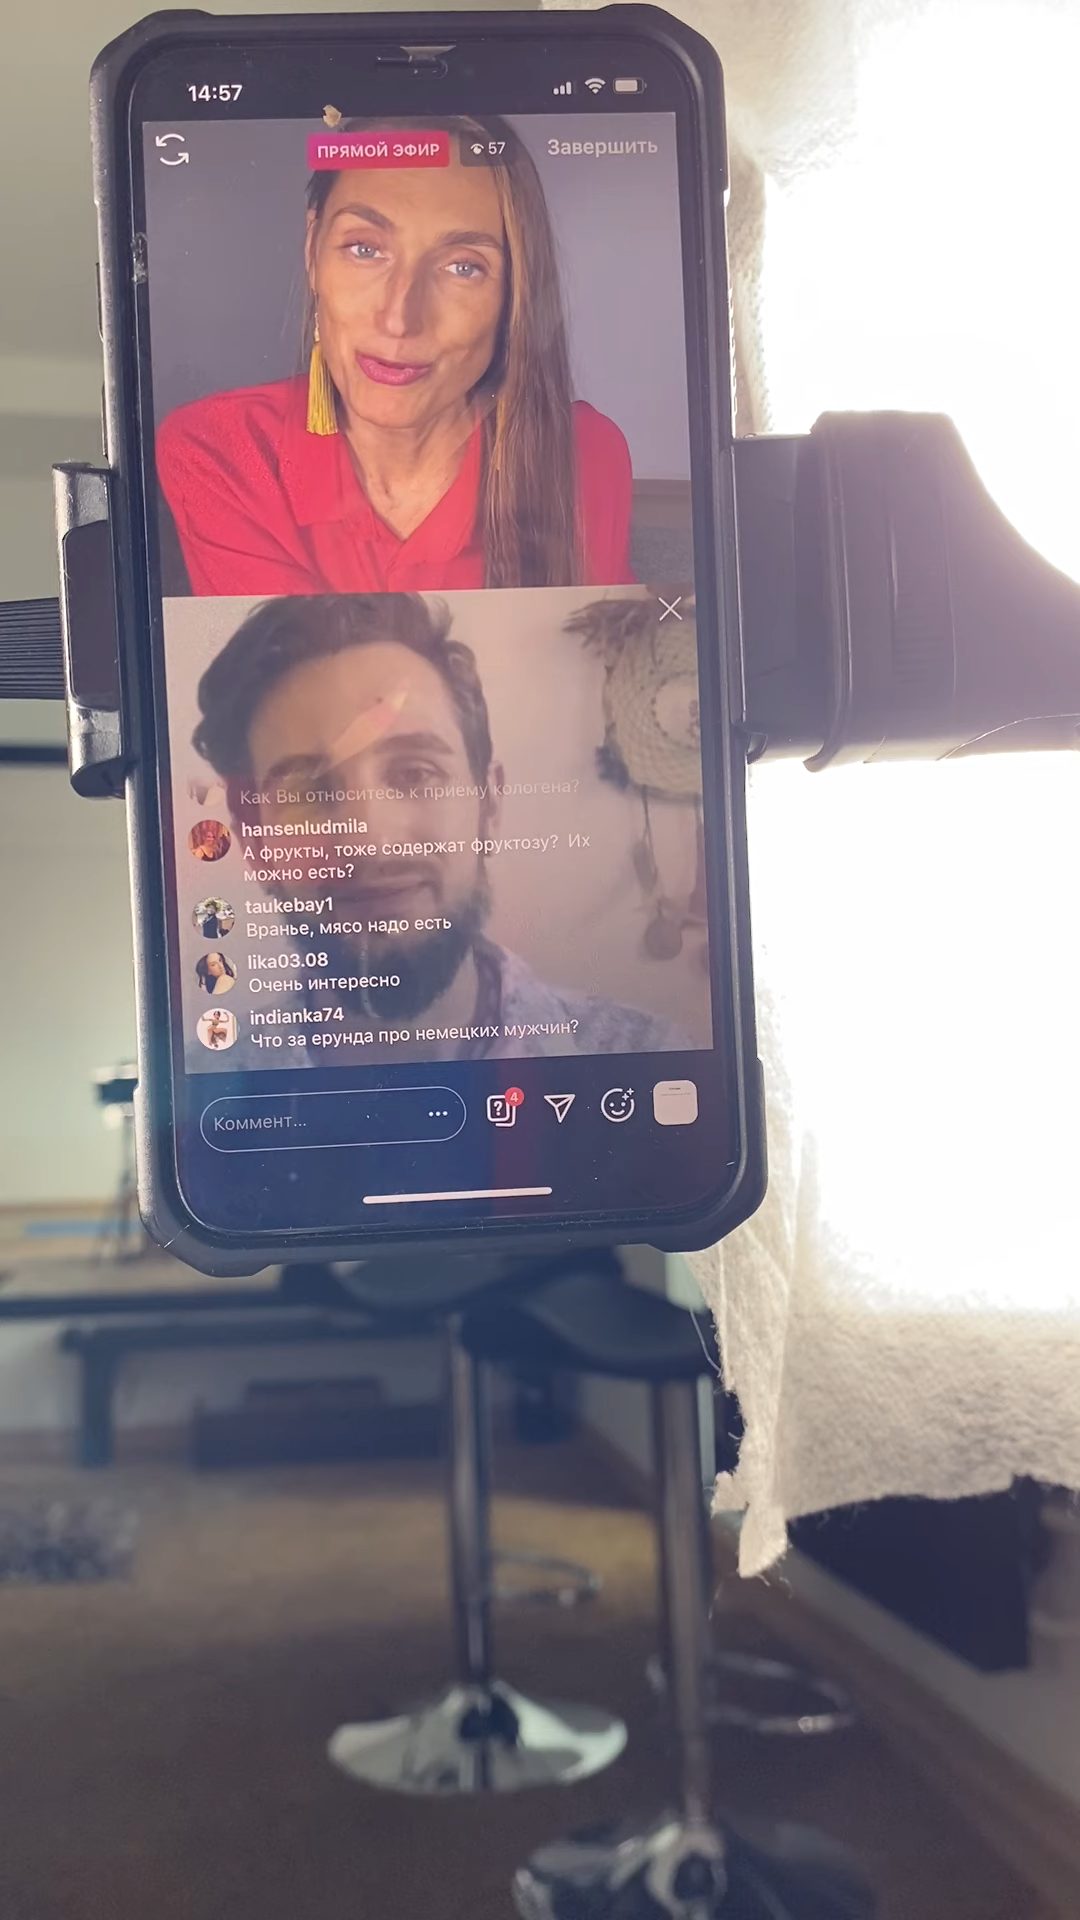 14:57
ПРЯМОЙ ЭФИР
57
Завершить
Как Вы относитесь к приему кологена?
hansenludmila
А фрукты, тоже содержат фруктозу? Их
можно есть?
taukebay1
Вранье, мясо надо есть
lika03.08
Очень интересно
indianka74
Что за ерунда про немецких мужчин?
Коммент...
4